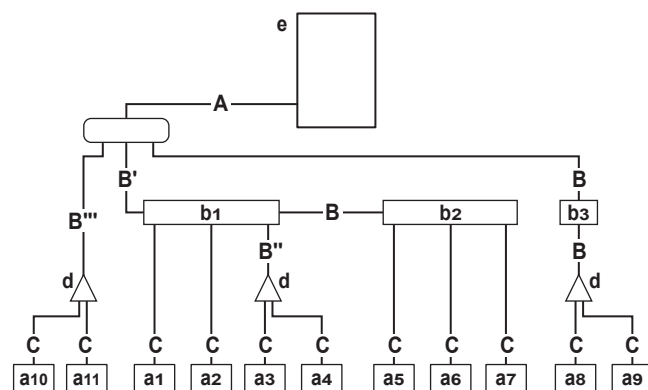 e
A
B' B
B''' b1 B b2 b3
B'' B
d d d
C C C C C C C C C C C
a10 a11 a1 a2 a3 a4 a5 a6 a7 a8 a9